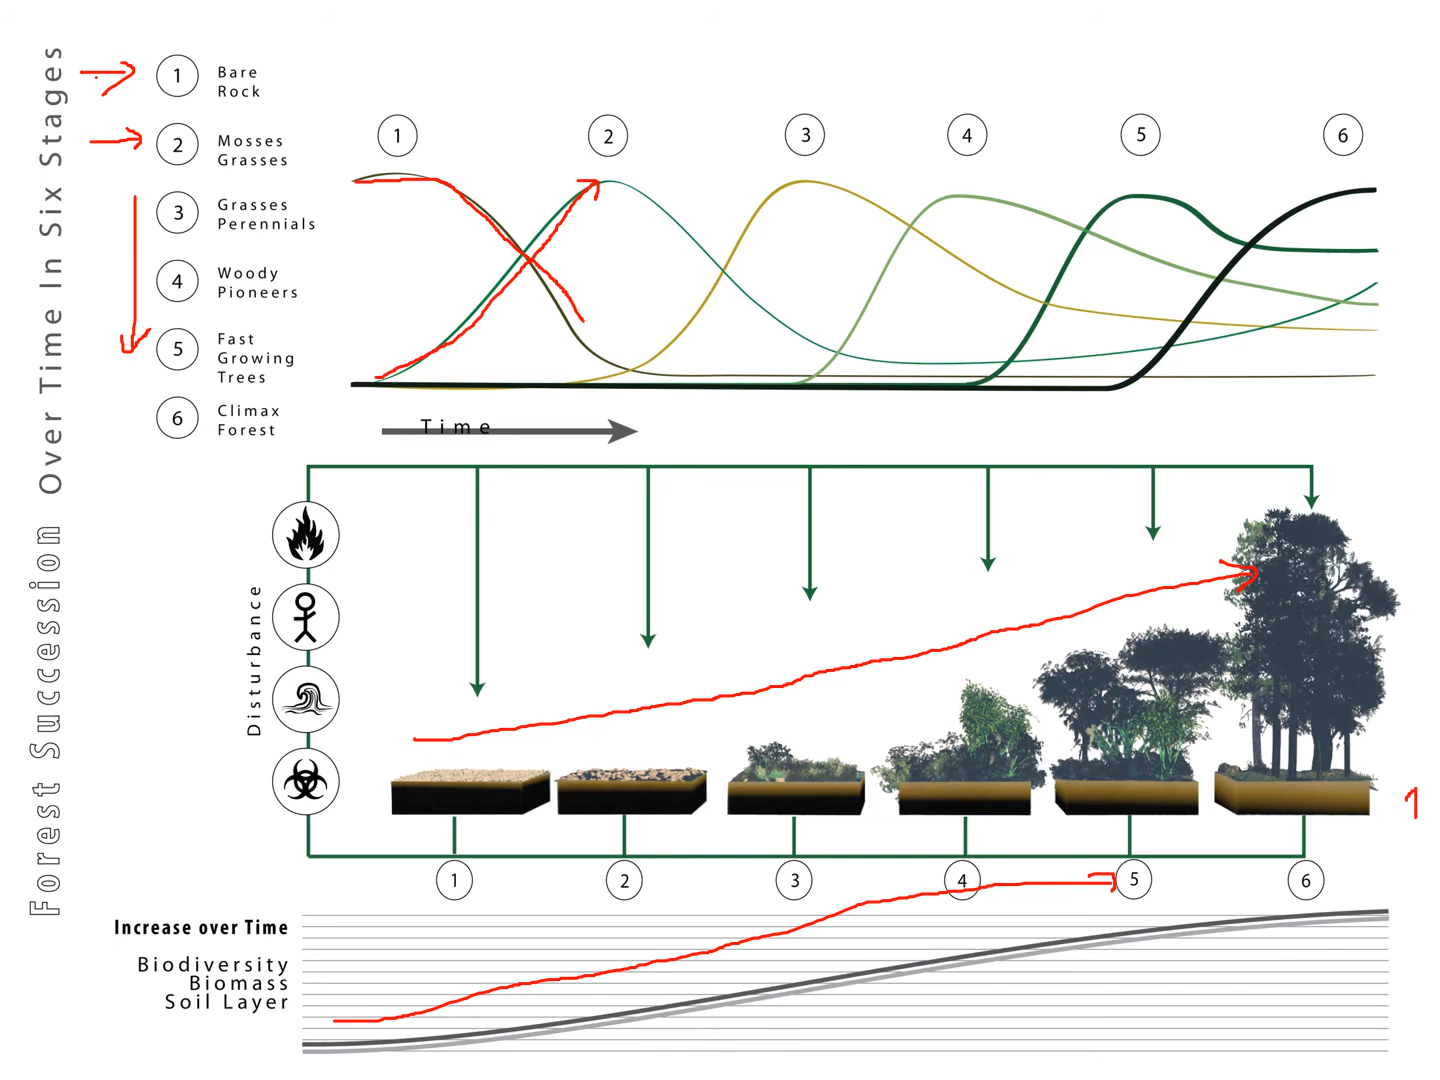 Forest Succession Over Time In Six Stages
1 Bare
Rock
2 Mosses
Grasses
3 Grasses
Perennials
4 Woody
Pioneers
5 Fast
Growing
Trees
6 Climax
Forest
1 2 3 4 5 6
Time
Disturbance
1
1 2 3 4 5 6
Increase over Time
Biodiversity
Biomass
Soil Layer